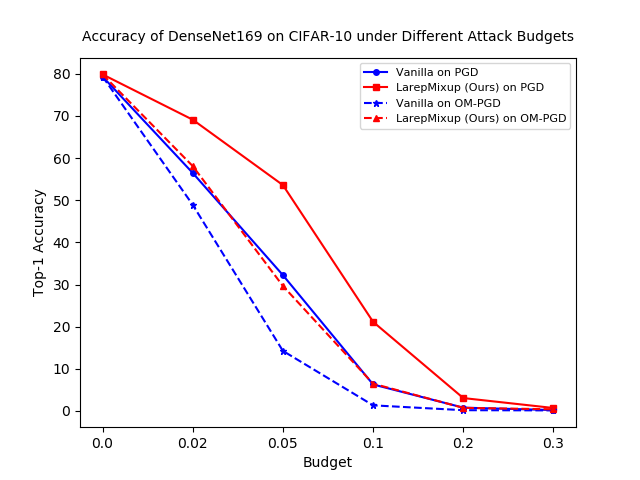 Accuracy of DenseNet169 on CIFAR-10 under Different Attack Budgets
Vanilla on PGD
LarepMixup (Ours) on PGD
Vanilla on OM-PGD
LarepMixup (Ours) on OM-PGD
Top-1 Accuracy
80
70
60
50
40
30
20
10
0
0.0 0.02 0.05 0.1 0.2 0.3
Budget